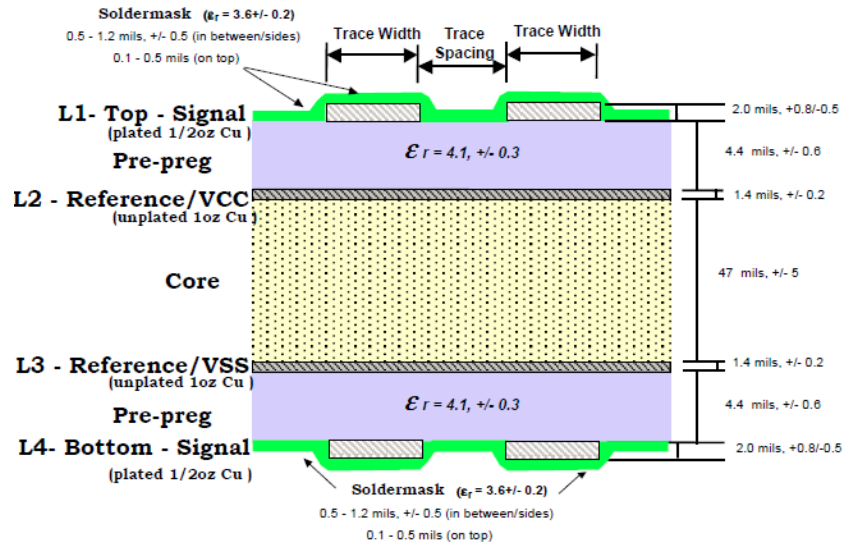 Soldermask (εr = 3.6+/- 0.2)
0.5 - 1.2 mils, +/- 0.5 (in between/sides)
0.1 - 0.5 mils (on top)
Trace Width
Trace
Spacing
Trace Width
L1- Top - Signal
(plated 1/2oz Cu )
2.0 mils, +0.8/-0.5
Pre-preg
ε r = 4.1, +/- 0.3
4.4 mils, +/- 0.6
L2 - Reference/VCC
(unplated 1oz Cu )
1.4 mils, +/- 0.2
Core
47 mils, +/- 5
L3 - Reference/VSS
(unplated 1oz Cu )
1.4 mils, +/- 0.2
Pre-preg
ε r = 4.1, +/- 0.3
4.4 mils, +/- 0.6
L4- Bottom - Signal
(plated 1/2oz Cu )
2.0 mils, +0.8/-0.5
Soldermask (εr = 3.6+/- 0.2)
0.5 - 1.2 mils, +/- 0.5 (in between/sides)
0.1 - 0.5 mils (on top)